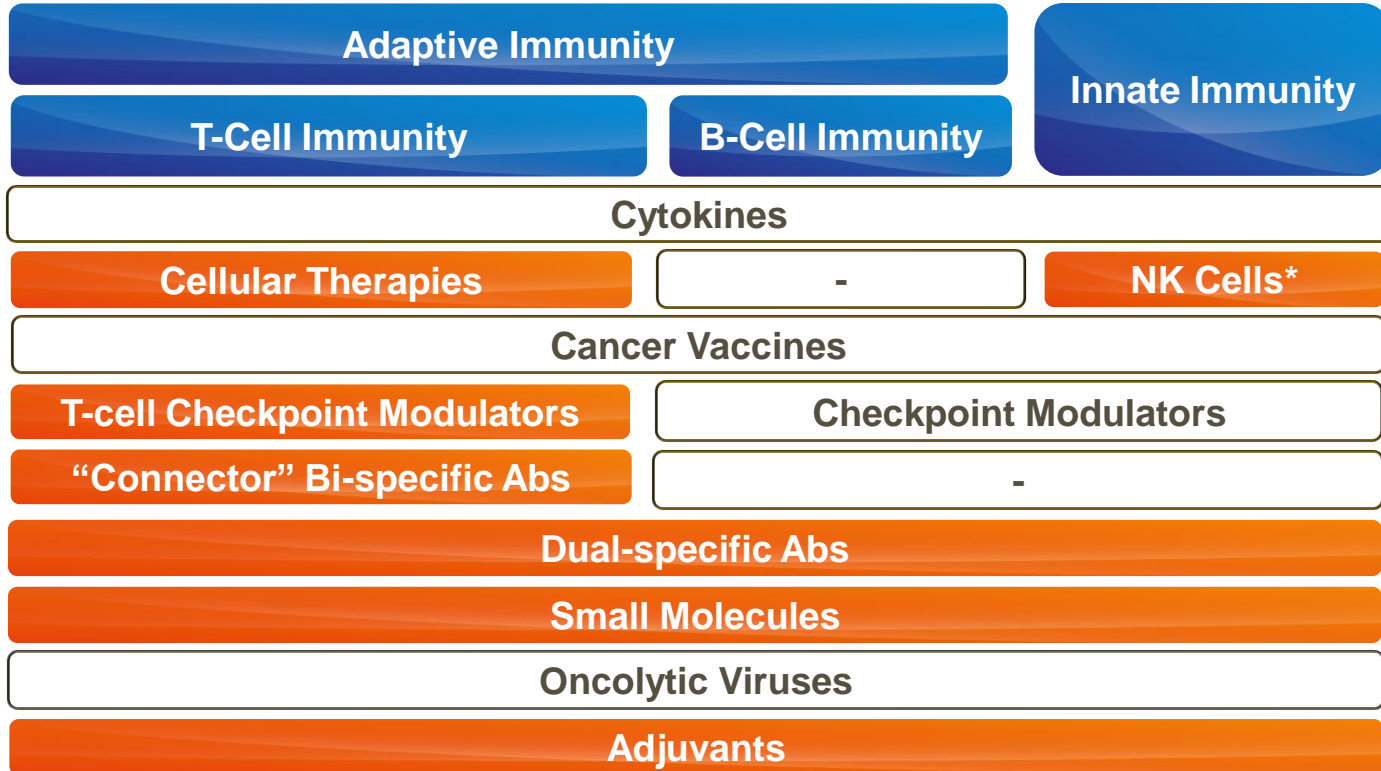 Adaptive Immunity
Innate Immunity
T-Cell Immunity
B-Cell Immunity
Cytokines
Cellular Therapies
-
NK Cells*
Cancer Vaccines
T-cell Checkpoint Modulators
Checkpoint Modulators
“Connector” Bi-specific Abs
-
Dual-specific Abs
Small Molecules
Oncolytic Viruses
Adjuvants